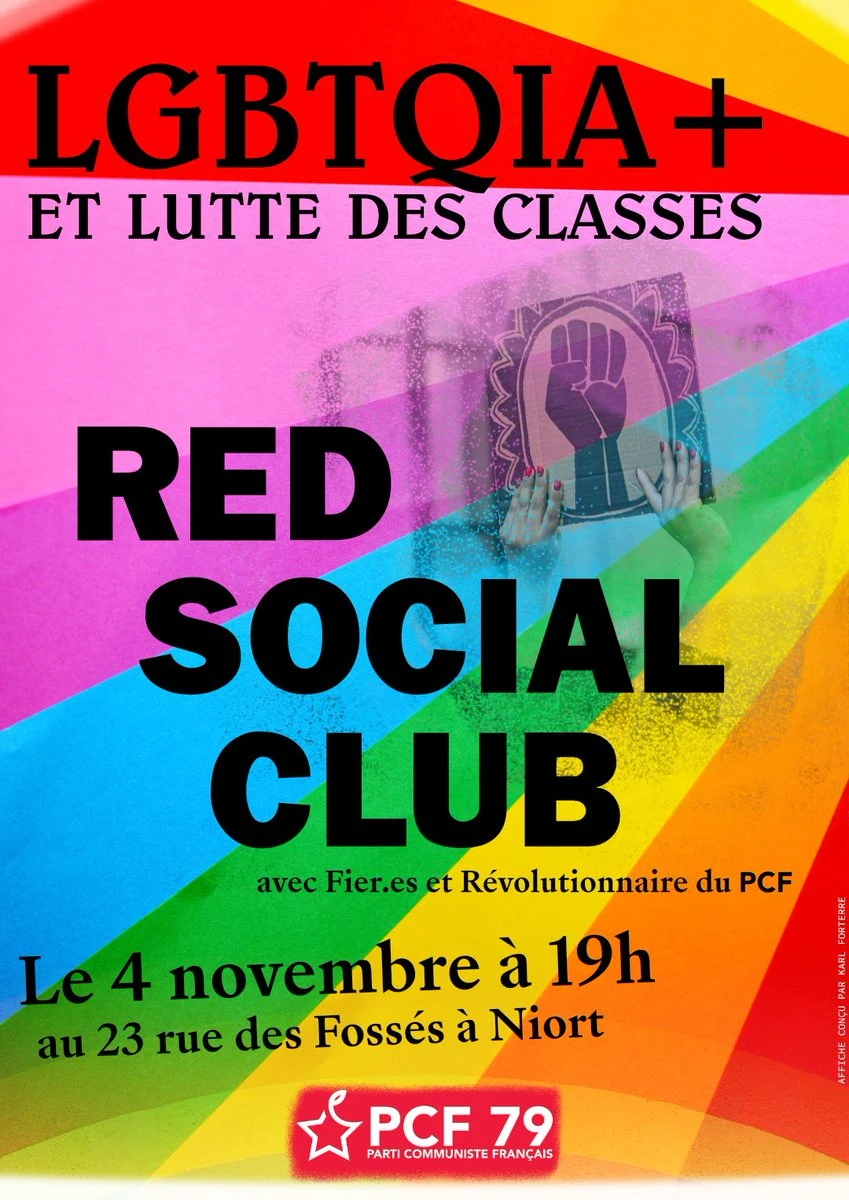 LGBTQIA+
ET LUTTE DES CLASSES
RED
SOCIAL
CLUB
avec Fier.es et Révolutionnaire du PCF
Le 4 novembre à 19h
au 23 rue des Fossés à Niort
AFFICHE CONÇU PAR KARL FORTERRE
PCF 79
PARTI COMMUNISTE FRANÇAIS